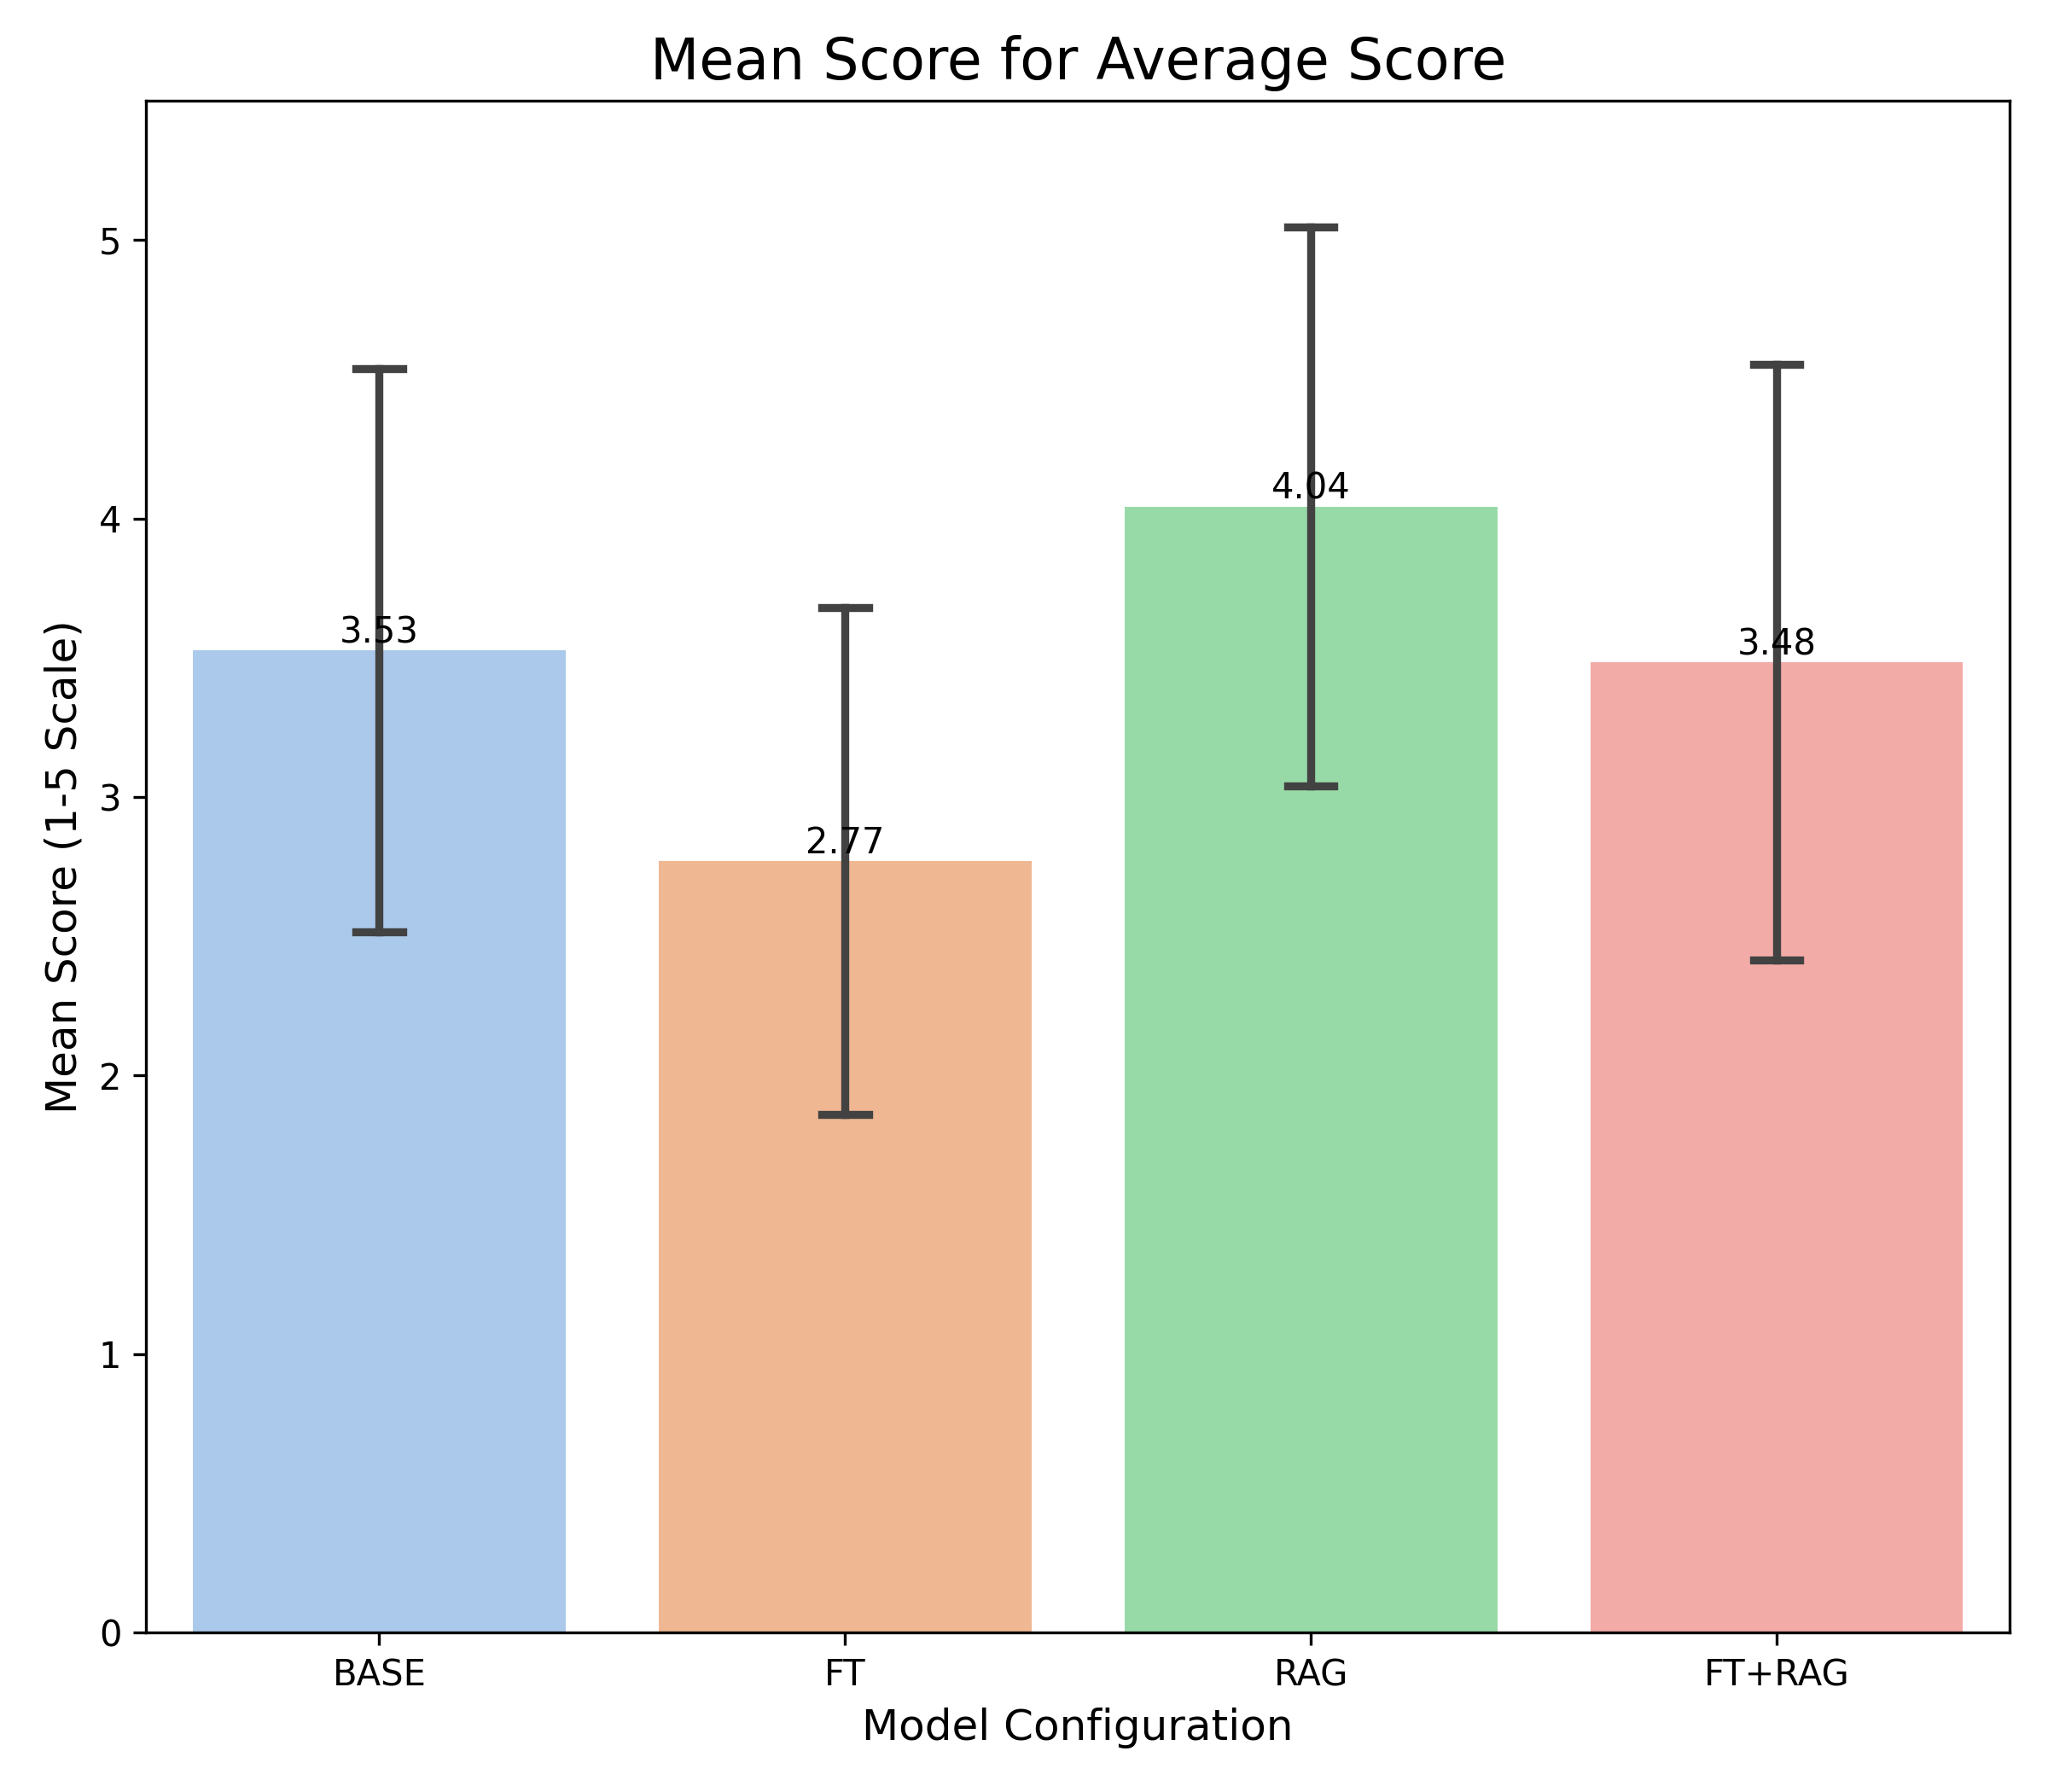 Mean Score for Average Score
Mean Score (1-5 Scale)
5
4
3
2
1
0
3.53
2.77
4.04
3.48
BASE
FT
RAG
FT+RAG
Model Configuration